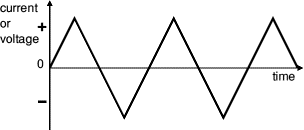 current
or
voltage
+
0
time
−